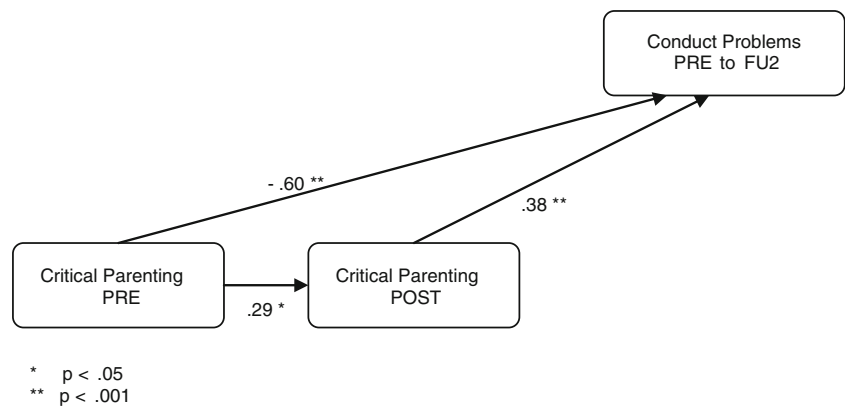 Conduct Problems
PRE to FU2
- .60 **
.38 **
Critical Parenting
PRE
.29 *
Critical Parenting
POST
* p < .05
** p < .001